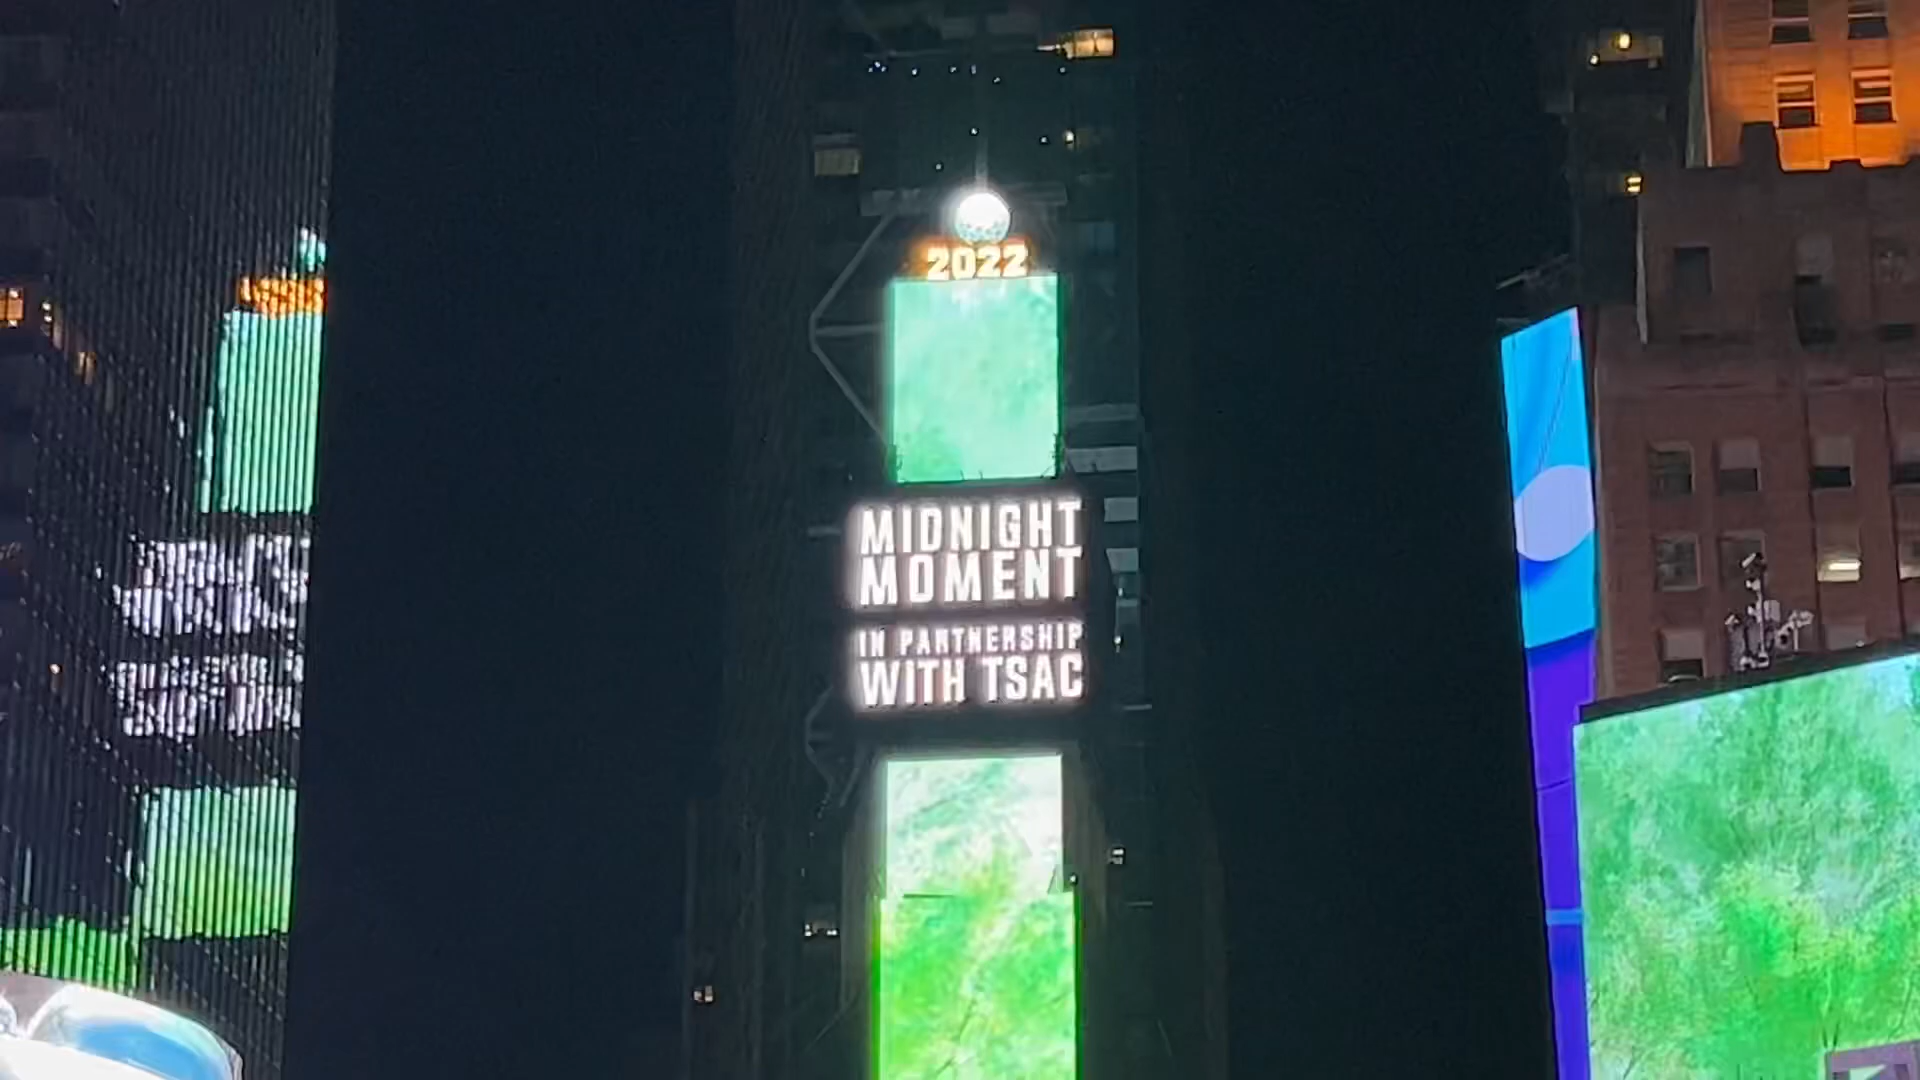 2022
MIDNIGHT
MOMENT
IN PARTNERSHIP
WITH TSAC